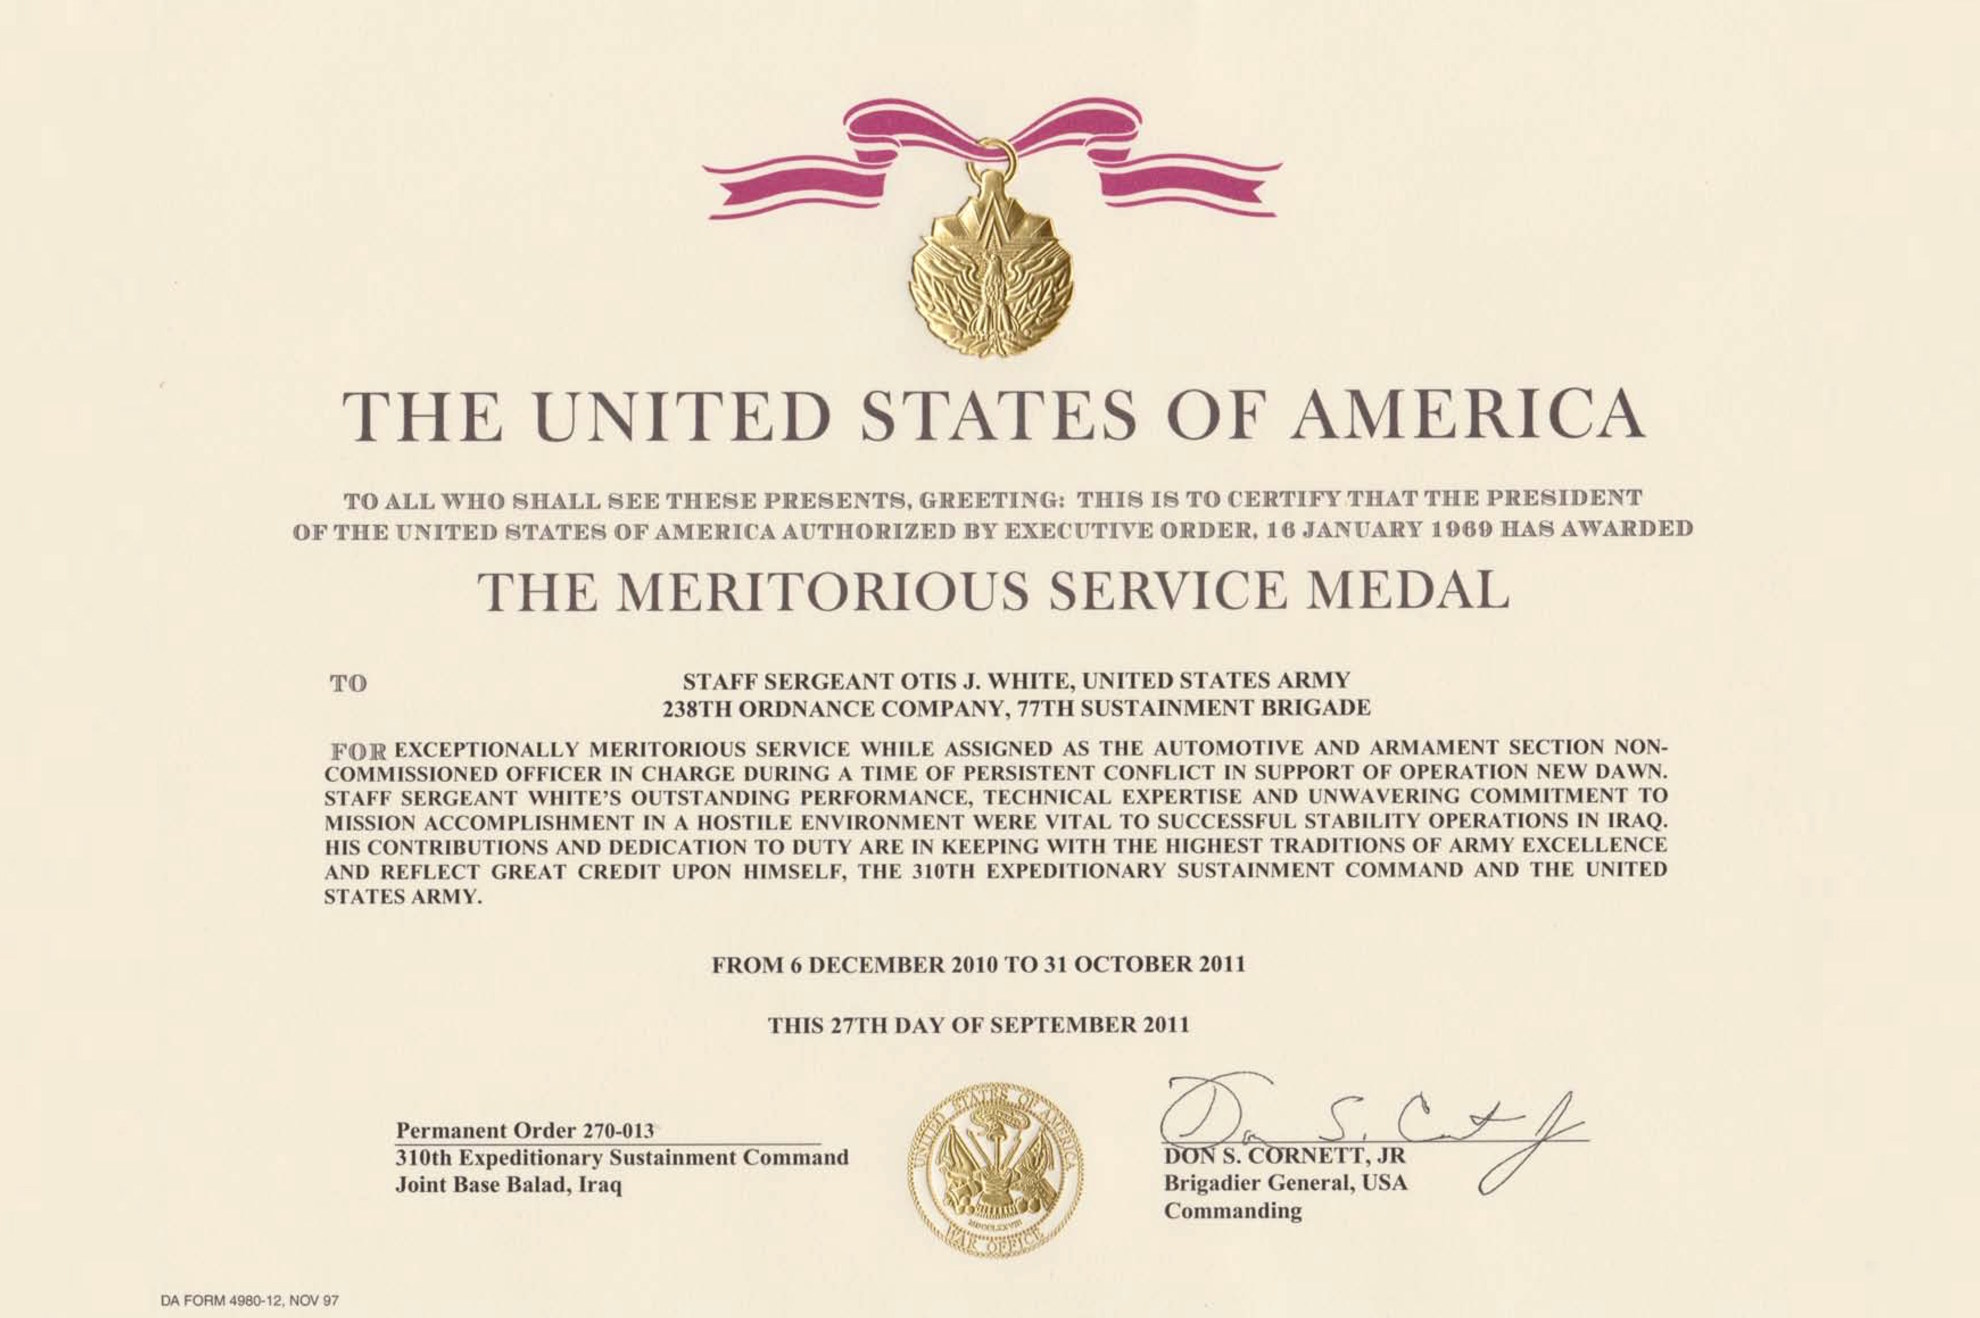 THE UNITED STATES OF AMERICA
TO ALL WHO SHALL SEE THESE PRESENTS, GREETING: THIS IS TO CERTIFY THAT THE PRESIDENT
OF THE UNITED STATES OF AMERICA AUTHORIZED BY EXECUTIVE ORDER, 16 JANUARY 1969 HAS AWARDED
THE MERITORIOUS SERVICE MEDAL
TO STAFF SERGEANT OTIS J. WHITE, UNITED STATES ARMY
238TH ORDNANCE COMPANY, 77TH SUSTAINMENT BRIGADE
FOR EXCEPTIONALLY MERITORIOUS SERVICE WHILE ASSIGNED AS THE AUTOMOTIVE AND ARMAMENT SECTION NON-
COMMISSIONED OFFICER IN CHARGE DURING A TIME OF PERSISTENT CONFLICT IN SUPPORT OF OPERATION NEW DAWN.
STAFF SERGEANT WHITE'S OUTSTANDING PERFORMANCE, TECHNICAL EXPERTISE AND UNWAVERING COMMITMENT TO
MISSION ACCOMPLISHMENT IN A HOSTILE ENVIRONMENT WERE VITAL TO SUCCESSFUL STABILITY OPERATIONS IN IRAQ.
HIS CONTRIBUTIONS AND DEDICATION TO DUTY ARE IN KEEPING WITH THE HIGHEST TRADITIONS OF ARMY EXCELLENCE
AND REFLECT GREAT CREDIT UPON HIMSELF, THE 310TH EXPEDITIONARY SUSTAINMENT COMMAND AND THE UNITED
STATES ARMY.
FROM 6 DECEMBER 2010 TO 31 OCTOBER 2011
THIS 27TH DAY OF SEPTEMBER 2011
Permanent Order 270-013
310th Expeditionary Sustainment Command
Joint Base Balad, Iraq
UNITED STATES OF AMERICA
MDCCLXXVIII
WAR OFFICE
Don S. Cornett Jr
DON S. CORNETT, JR
Brigadier General, USA
Commanding
DA FORM 4980-12, NOV 97